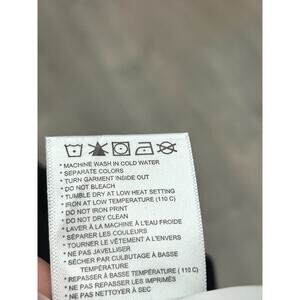 * MACHINE WASH IN COLD WATER
* SEPARATE COLORS
* TURN GARMENT INSIDE OUT
* DO NOT BLEACH
* TUMBLE DRY AT LOW HEAT SETTING
* IRON AT LOW TEMPERATURE (110 C)
* DO NOT IRON PRINT
* DO NOT DRY CLEAN
* LAVER À LA MACHINE À L'EAU FROIDE
* SÉPARER LES COULEURS
* TOURNER LE VÊTEMENT À L'ENVERS
* NE PAS JAVELLISER
* SÉCHER PAR CULBUTAGE À BASSE
TEMPÉRATURE
* REPASSER À BASSE TEMPÉRATURE (110 C)
* NE PAS REPASSER L'IMPRIMÉ
* NE PAS NETTOYER À SEC